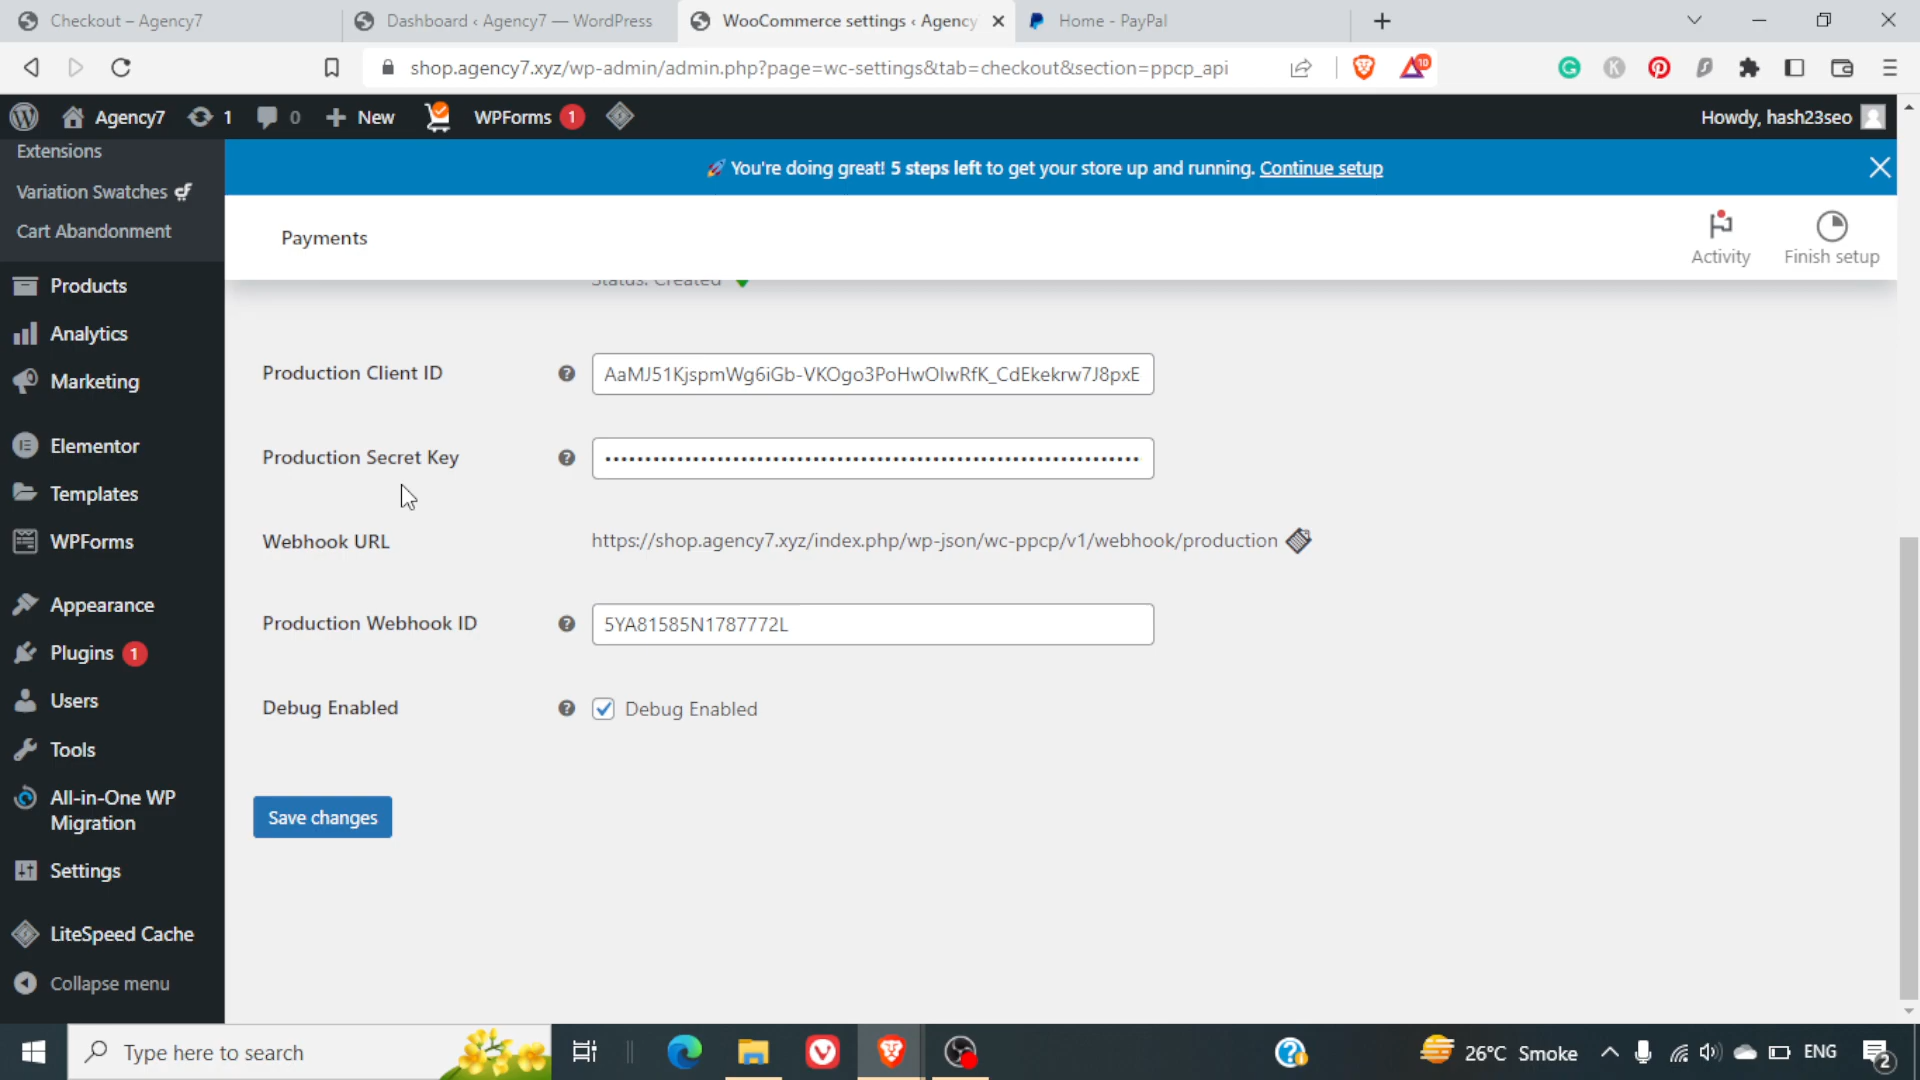 Checkout – Agency7
Dashboard ‹ Agency7 — WordPress
WooCommerce settings ‹ Agency
Home - PayPal
shop.agency7.xyz/wp-admin/admin.php?page=wc-settings&tab=checkout&section=ppcp_api
10
Agency7
1
0
New
WPForms 1
Howdy, hash23seo
Extensions
Variation Swatches
Cart Abandonment
Products
Analytics
Marketing
Elementor
Templates
WPForms
Appearance
Plugins 1
Users
Tools
All-in-One WP
Migration
Settings
LiteSpeed Cache
Collapse menu
🚀 You're doing great! 5 steps left to get your store up and running. Continue setup
Payments
Activity
Finish setup
Status: Created
Production Client ID
AaMJ51KjspmWg6iGb-VKOgo3PoHwOlwRfK_CdEkekrw7J8pxE
Production Secret Key
Webhook URL
https://shop.agency7.xyz/index.php/wp-json/wc-ppcp/v1/webhook/production
Production Webhook ID
5YA81585N1787772L
Debug Enabled
Debug Enabled
Save changes
Type here to search
26°C Smoke
ENG
2